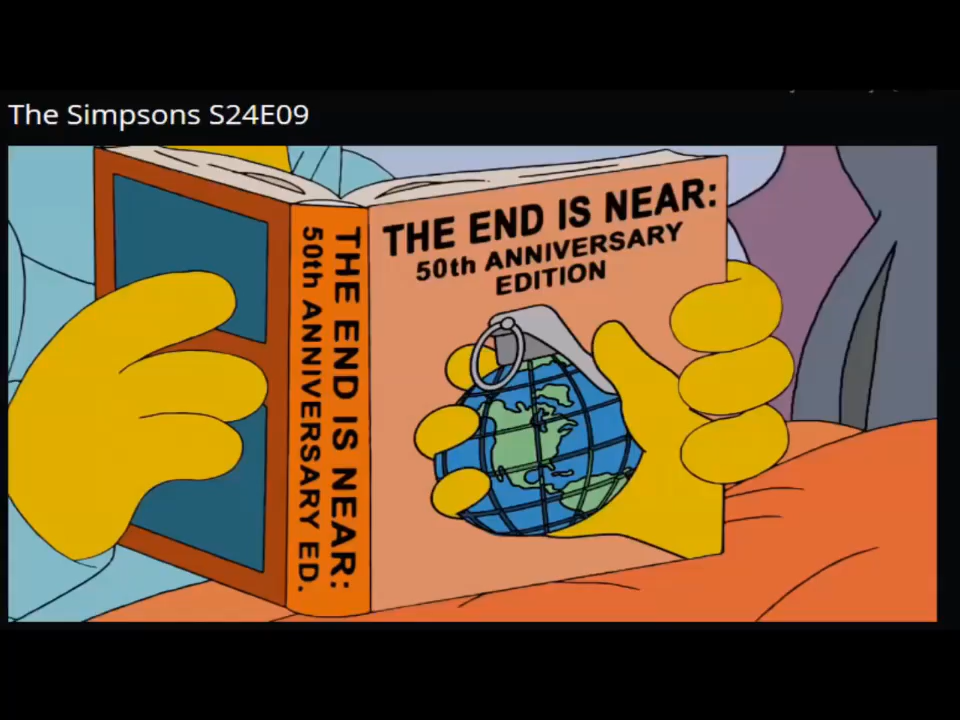 The Simpsons S24E09
THE END IS NEAR:
50th ANNIVERSARY
EDITION
THE END IS NEAR:
50th ANNIVERSARY ED.